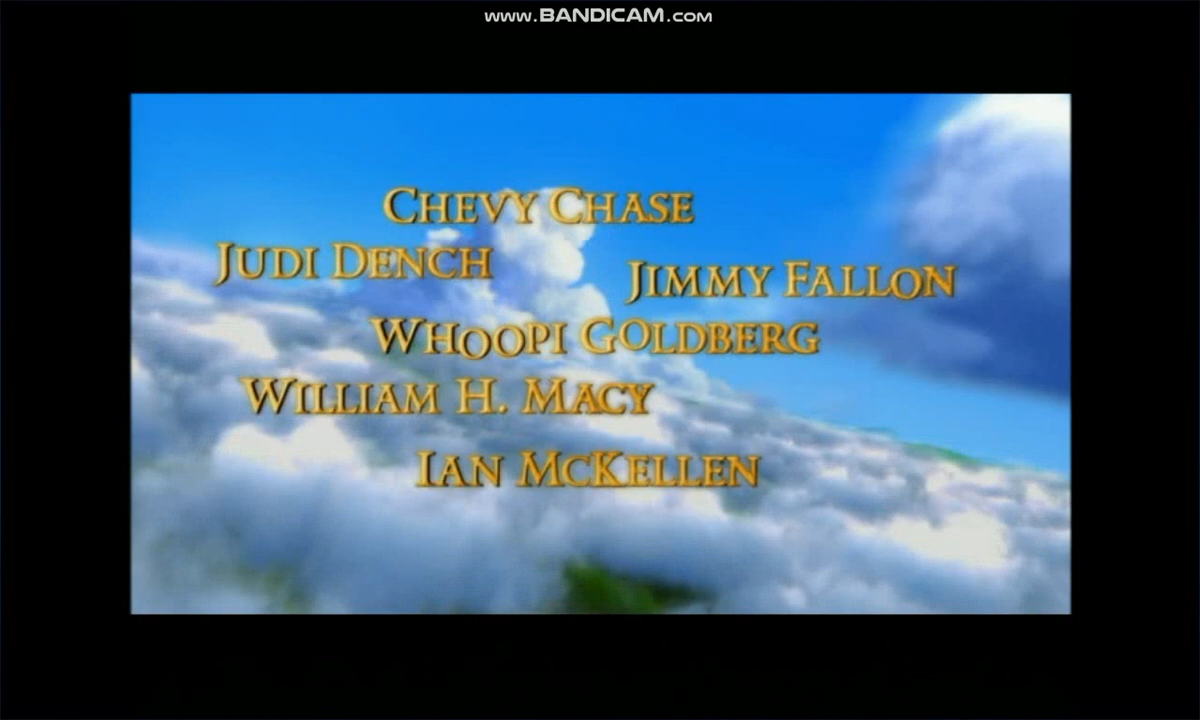 www.BANDICAM.com
CHEVY CHASE
JUDI DENCH
JIMMY FALLON
WHOOPI GOLDBERG
WILLIAM H. MACY
IAN MCKELLEN